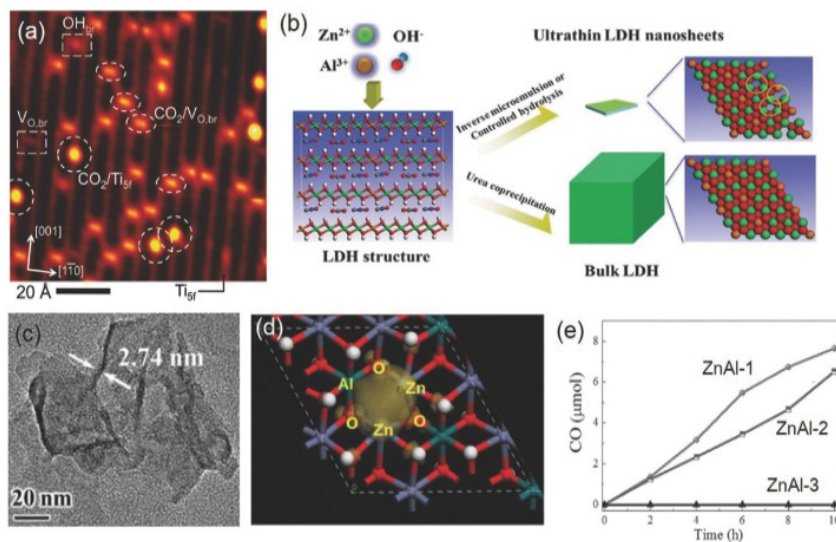 (a)
OH_br
V_O,br
CO₂/V_O,br
CO₂/Ti_5f
[001]
[11̄0]
20 Å
Ti_5f
(b)
Zn²⁺
OH⁻
Al³⁺
LDH structure
Inverse microemulsion or
Controlled hydrolysis
Urea coprecipitation
Ultrathin LDH nanosheets
Bulk LDH
(c)
2.74 nm
20 nm
(d)
Al
O
Zn
O
O
Zn
(e)
CO (μmol)
8
6
4
2
0
ZnAl-1
ZnAl-2
ZnAl-3
0 2 4 6 8 10
Time (h)